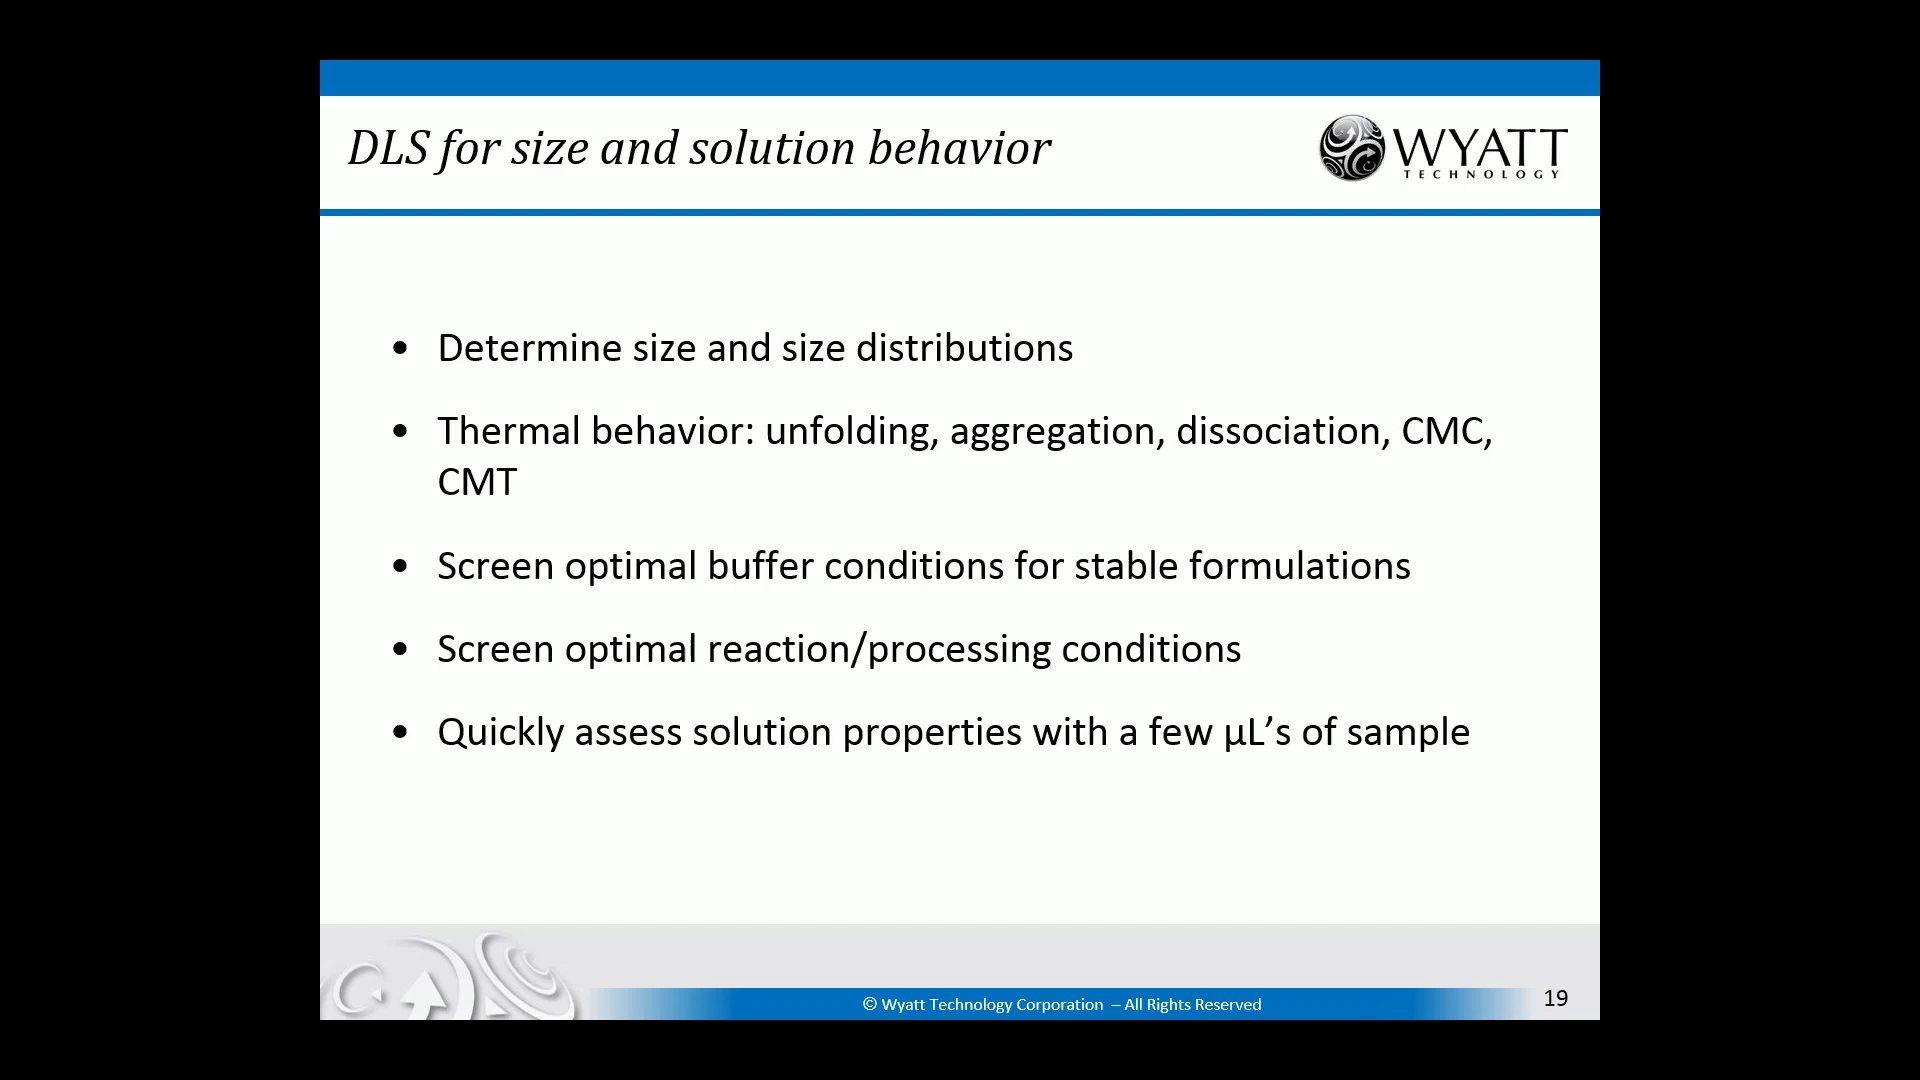 DLS for size and solution behavior
WYATT
TECHNOLOGY
• Determine size and size distributions
• Thermal behavior: unfolding, aggregation, dissociation, CMC,
CMT
• Screen optimal buffer conditions for stable formulations
• Screen optimal reaction/processing conditions
• Quickly assess solution properties with a few µL’s of sample
© Wyatt Technology Corporation – All Rights Reserved
19